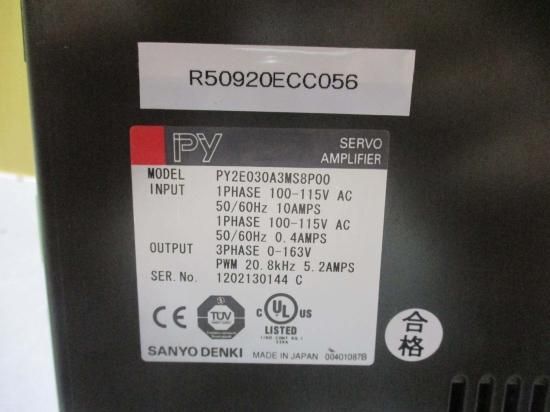 R50920ECC056
PY
SERVO
AMPLIFIER
MODEL PY2E030A3MS8P00
INPUT 1PHASE 100-115V AC
50/60Hz 10AMPS
1PHASE 100-115V AC
50/60Hz 0.4AMPS
OUTPUT 3PHASE 0-163V
PWM 20.8kHz 5.2AMPS
SER. No. 1202130144 C
CE
TÜV
C UL US
LISTED
SANYO DENKI MADE IN JAPAN 00401087B
合格